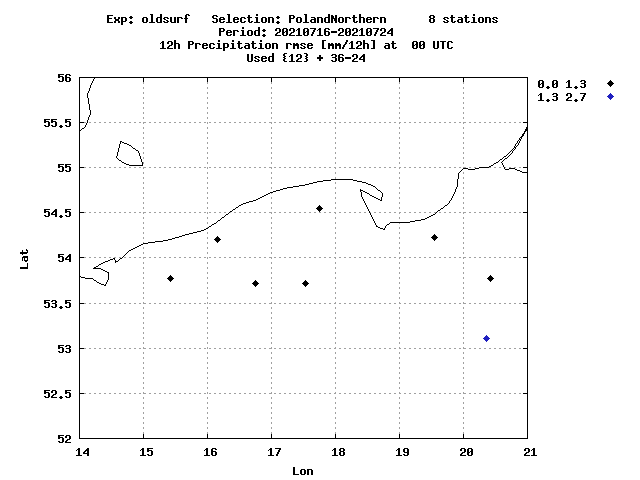 Exp: oldsurf   Selection: PolandNorthern      8 stations
Period: 20210716-20210724
12h Precipitation rmse [mm/12h] at  00 UTC
Used {12} + 36-24
0.0 1.3
1.3 2.7
56
55.5
55
54.5
54
53.5
53
52.5
52
Lat
14 15 16 17 18 19 20 21
Lon